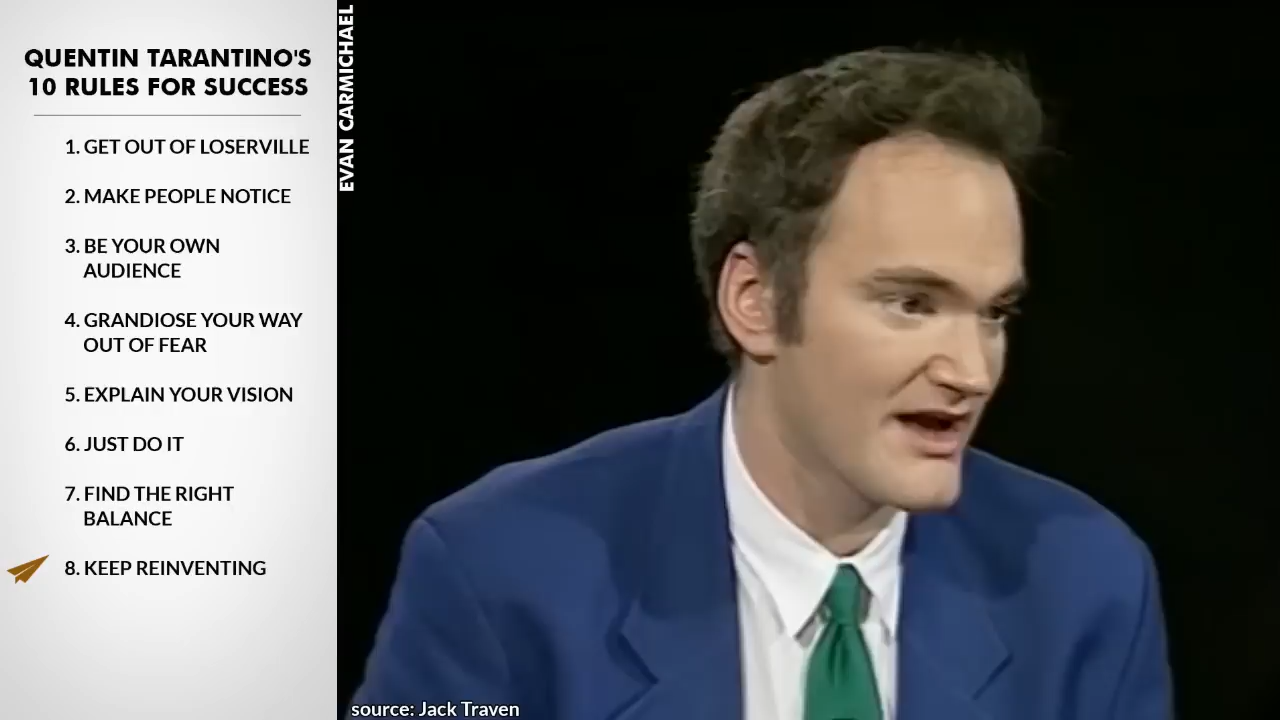 QUENTIN TARANTINO'S
10 RULES FOR SUCCESS
1. GET OUT OF LOSERVILLE
2. MAKE PEOPLE NOTICE
3. BE YOUR OWN
AUDIENCE
4. GRANDIOSE YOUR WAY
OUT OF FEAR
5. EXPLAIN YOUR VISION
6. JUST DO IT
7. FIND THE RIGHT
BALANCE
8. KEEP REINVENTING
EVAN CARMICHAEL
source: Jack Traven